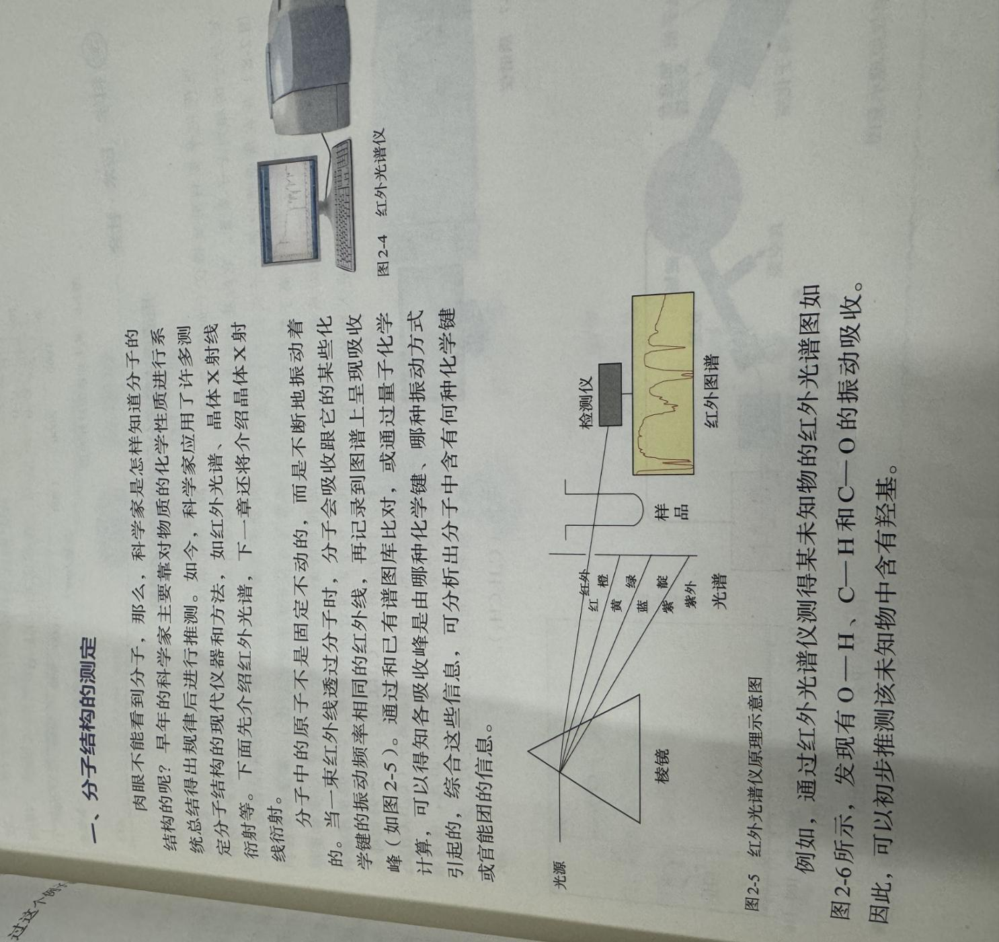 过这个例
一、分子结构的测定
肉眼不能看到分子，那么，科学家是怎样知道分子的
结构的呢？早年的科学家主要靠对物质的化学性质进行系
统总结得出规律后进行推测。如今，科学家应用了许多测
定分子结构的现代仪器和方法，如红外光谱、晶体X射线
衍射等。下面先介绍红外光谱，下一章还将介绍晶体X射
线衍射。
分子中的原子不是固定不动的，而是不断地振动着
的。当一束红外线透过分子时，分子会吸收跟它的某些化
学键的振动频率相同的红外线，再记录到图谱上呈现吸收
峰（如图2-5）。通过和已有谱图库比对，或通过量子化学
计算，可以得知各吸收峰是由哪种化学键、哪种振动方式
引起的，综合这些信息，可分析出分子中含有何种化学键
或官能团的信息。
图2-4 红外光谱仪
光源
棱镜
红外
红
橙
黄
绿
蓝
靛
紫
紫外
光谱
样
品
检测仪
红外图谱
图2-5 红外光谱仪原理示意图
例如，通过红外光谱仪测得某未知物的红外光谱图如
图2-6所示，发现有O—H、C—H和C—O的振动吸收。
因此，可以初步推测该未知物中含有羟基。